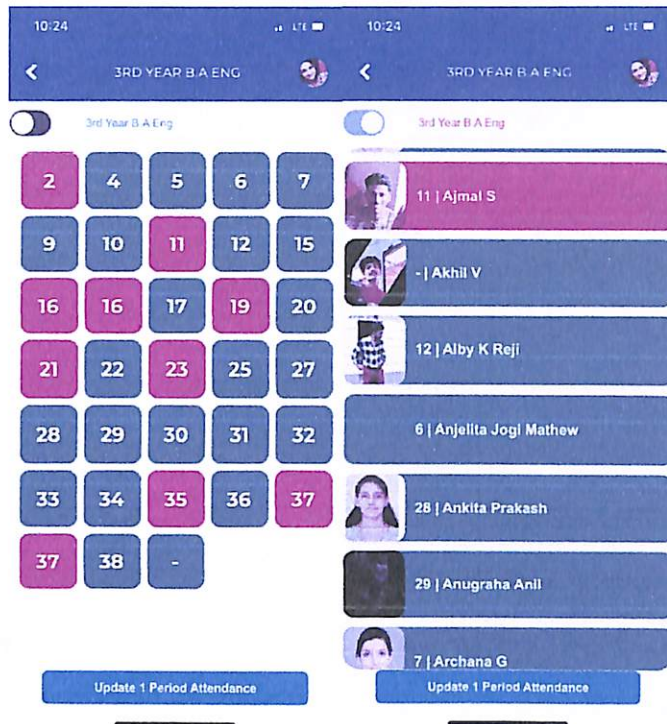 10:24 LTE
3RD YEAR B.A ENG
3rd Year B.A Eng
2 4 5 6 7
9 10 11 12 15
16 16 17 19 20
21 22 23 25 27
28 29 30 31 32
33 34 35 36 37
37 38 -
Update 1 Period Attendance
10:24 LTE
3RD YEAR B.A ENG
3rd Year B.A Eng
11 | Ajmal S
- | Akhil V
12 | Alby K Reji
6 | Anjelita Jogi Mathew
28 | Ankita Prakash
29 | Anugraha Anil
7 | Archana G
Update 1 Period Attendance